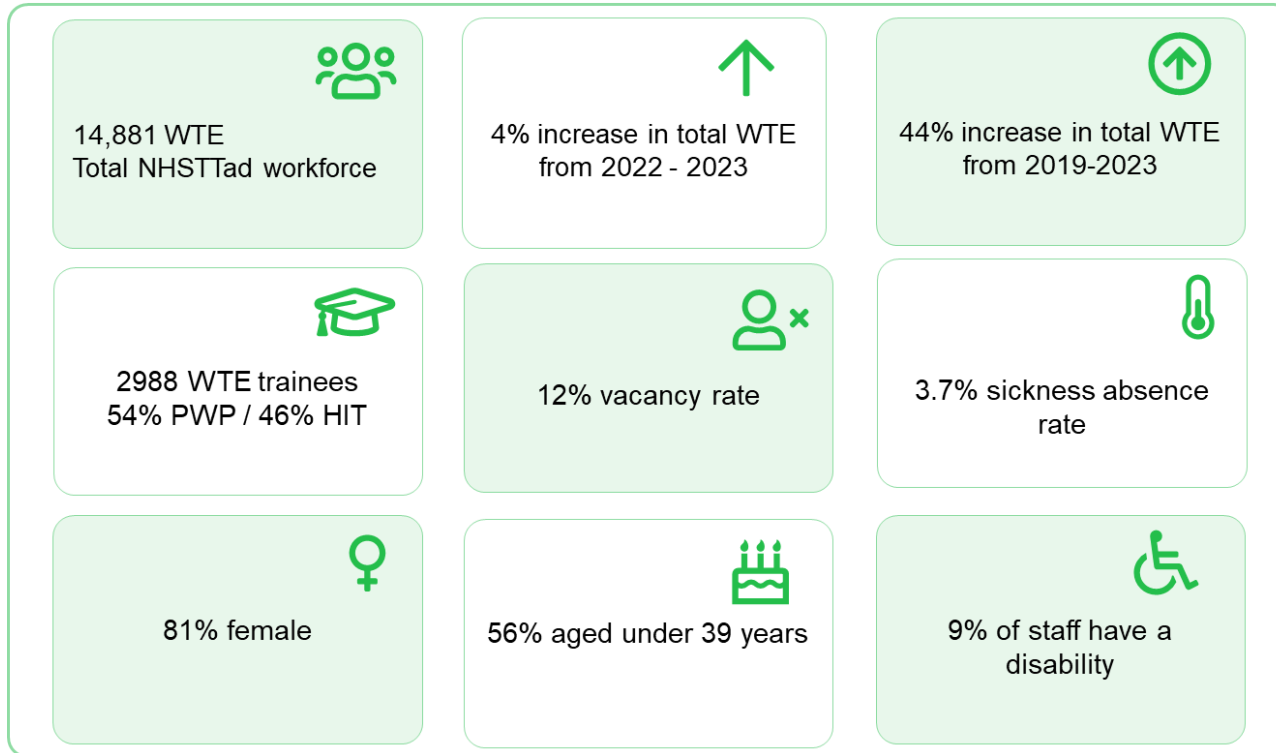 14,881 WTE
Total NHSTTad workforce
4% increase in total WTE
from 2022 - 2023
44% increase in total WTE
from 2019-2023
2988 WTE trainees
54% PWP / 46% HIT
12% vacancy rate
3.7% sickness absence
rate
81% female
56% aged under 39 years
9% of staff have a
disability